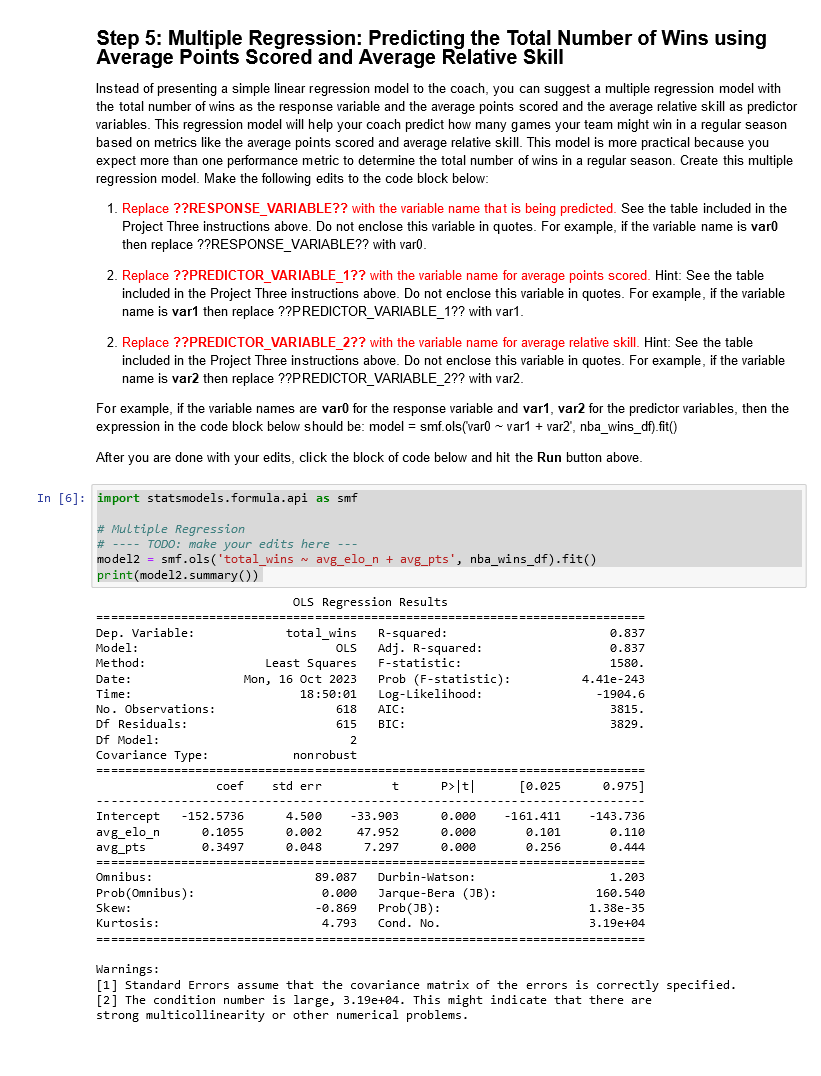 Step 5: Multiple Regression: Predicting the Total Number of Wins using
Average Points Scored and Average Relative Skill
Instead of presenting a simple linear regression model to the coach, you can suggest a multiple regression model with
the total number of wins as the response variable and the average points scored and the average relative skill as predictor
variables. This regression model will help your coach predict how many games your team might win in a regular season
based on metrics like the average points scored and average relative skill. This model is more practical because you
expect more than one performance metric to determine the total number of wins in a regular season. Create this multiple
regression model. Make the following edits to the code block below:
1. Replace ??RESPONSE_VARIABLE?? with the variable name that is being predicted. See the table included in the
Project Three instructions above. Do not enclose this variable in quotes. For example, if the variable name is var0
then replace ??RESPONSE_VARIABLE?? with var0.
2. Replace ??PREDICTOR_VARIABLE_1?? with the variable name for average points scored. Hint: See the table
included in the Project Three instructions above. Do not enclose this variable in quotes. For example, if the variable
name is var1 then replace ??PREDICTOR_VARIABLE_1?? with var1.
2. Replace ??PREDICTOR_VARIABLE_2?? with the variable name for average relative skill. Hint: See the table
included in the Project Three instructions above. Do not enclose this variable in quotes. For example, if the variable
name is var2 then replace ??PREDICTOR_VARIABLE_2?? with var2.
For example, if the variable names are var0 for the response variable and var1, var2 for the predictor variables, then the
expression in the code block below should be: model = smf.ols('var0 ~ var1 + var2', nba_wins_df).fit()
After you are done with your edits, click the block of code below and hit the Run button above.
In [6]: import statsmodels.formula.api as smf
# Multiple Regression
# ---- TODO: make your edits here ---
model2 = smf.ols('total_wins ~ avg_elo_n + avg_pts', nba_wins_df).fit()
print(model2.summary())
OLS Regression Results
==============================================================================
Dep. Variable: total_wins R-squared: 0.837
Model: OLS Adj. R-squared: 0.837
Method: Least Squares F-statistic: 1580.
Date: Mon, 16 Oct 2023 Prob (F-statistic): 4.41e-243
Time: 18:50:01 Log-Likelihood: -1904.6
No. Observations: 618 AIC: 3815.
Df Residuals: 615 BIC: 3829.
Df Model: 2
Covariance Type: nonrobust
==============================================================================
coef std err t P>|t| [0.025 0.975]
------------------------------------------------------------------------------
Intercept -152.5736 4.500 -33.903 0.000 -161.411 -143.736
avg_elo_n 0.1055 0.002 47.952 0.000 0.101 0.110
avg_pts 0.3497 0.048 7.297 0.000 0.256 0.444
==============================================================================
Omnibus: 89.087 Durbin-Watson: 1.203
Prob(Omnibus): 0.000 Jarque-Bera (JB): 160.540
Skew: -0.869 Prob(JB): 1.38e-35
Kurtosis: 4.793 Cond. No. 3.19e+04
==============================================================================
Warnings:
[1] Standard Errors assume that the covariance matrix of the errors is correctly specified.
[2] The condition number is large, 3.19e+04. This might indicate that there are
strong multicollinearity or other numerical problems.